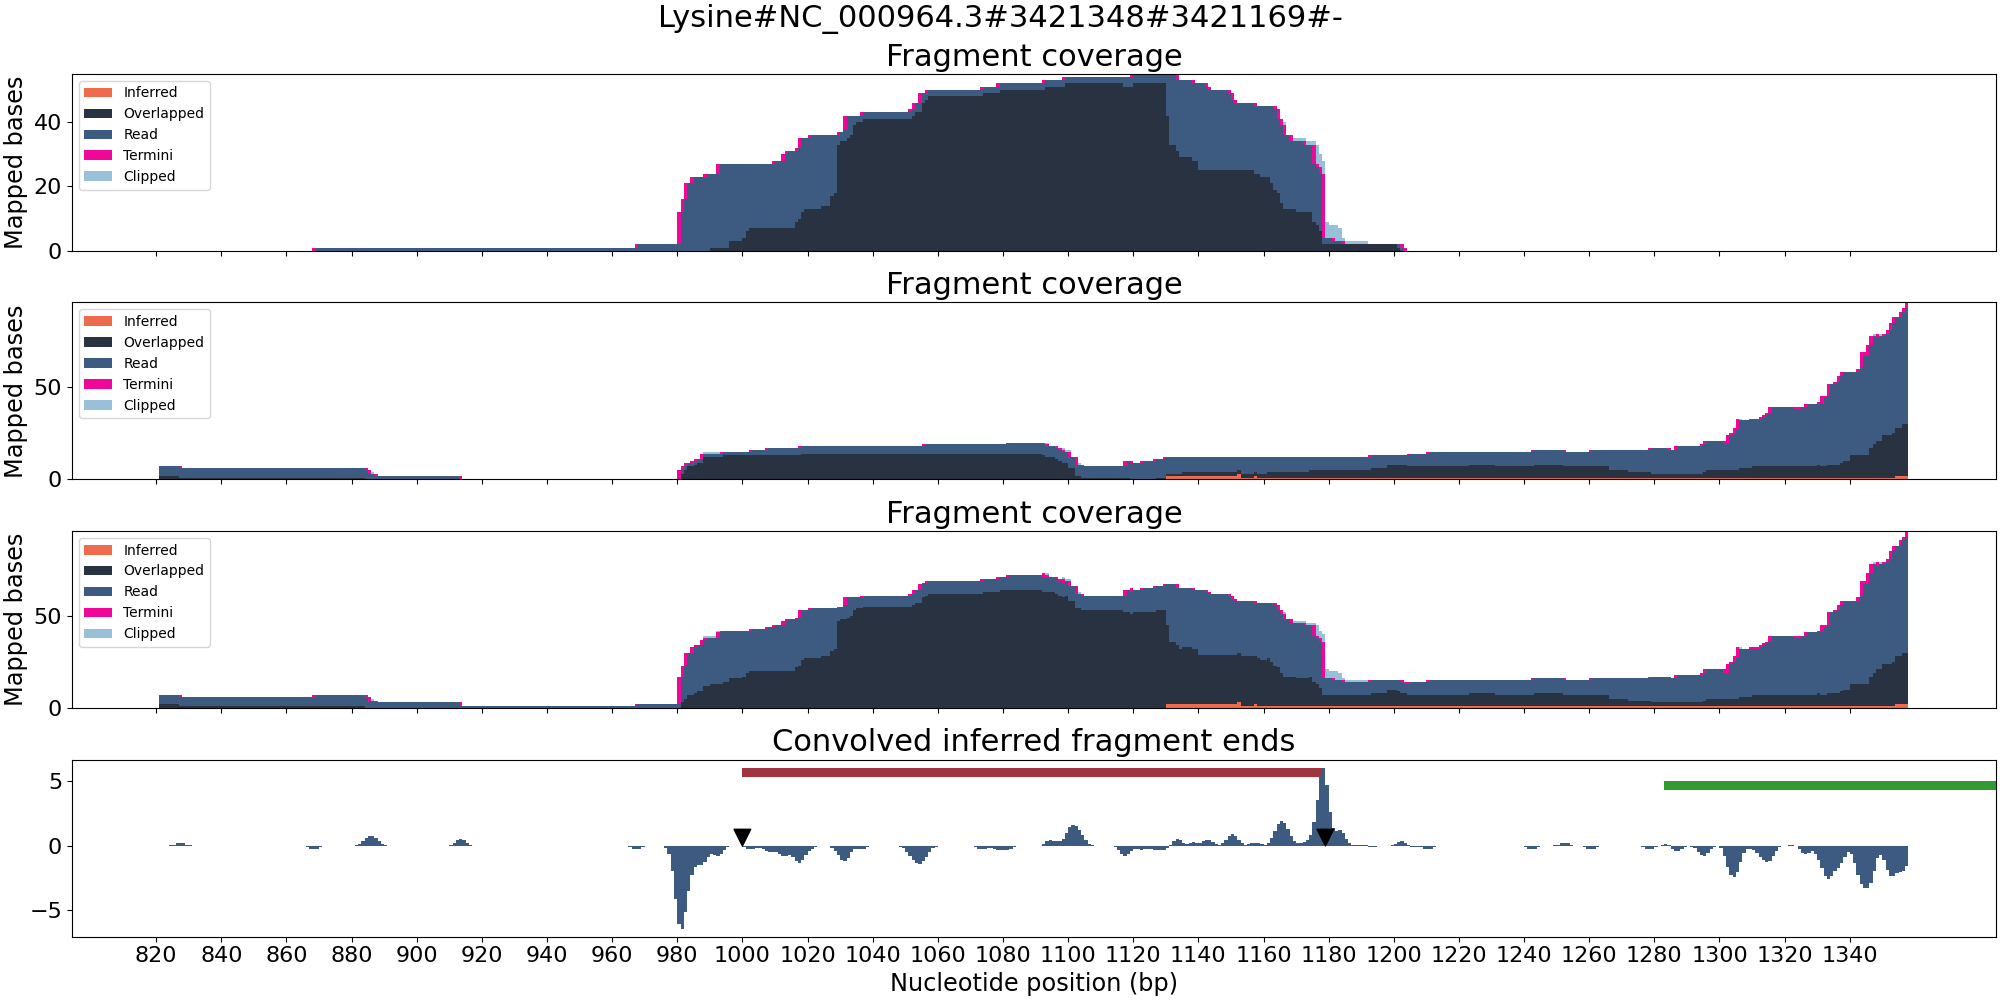 Lysine#NC_000964.3#3421348#3421169#-
Fragment coverage
Mapped bases
40
20
0
Inferred
Overlapped
Read
Termini
Clipped
Fragment coverage
Mapped bases
50
0
Inferred
Overlapped
Read
Termini
Clipped
Fragment coverage
Mapped bases
50
0
Inferred
Overlapped
Read
Termini
Clipped
Convolved inferred fragment ends
5
0
−5
820 840 860 880 900 920 940 960 980 1000 1020 1040 1060 1080 1100 1120 1140 1160 1180 1200 1220 1240 1260 1280 1300 1320 1340
Nucleotide position (bp)